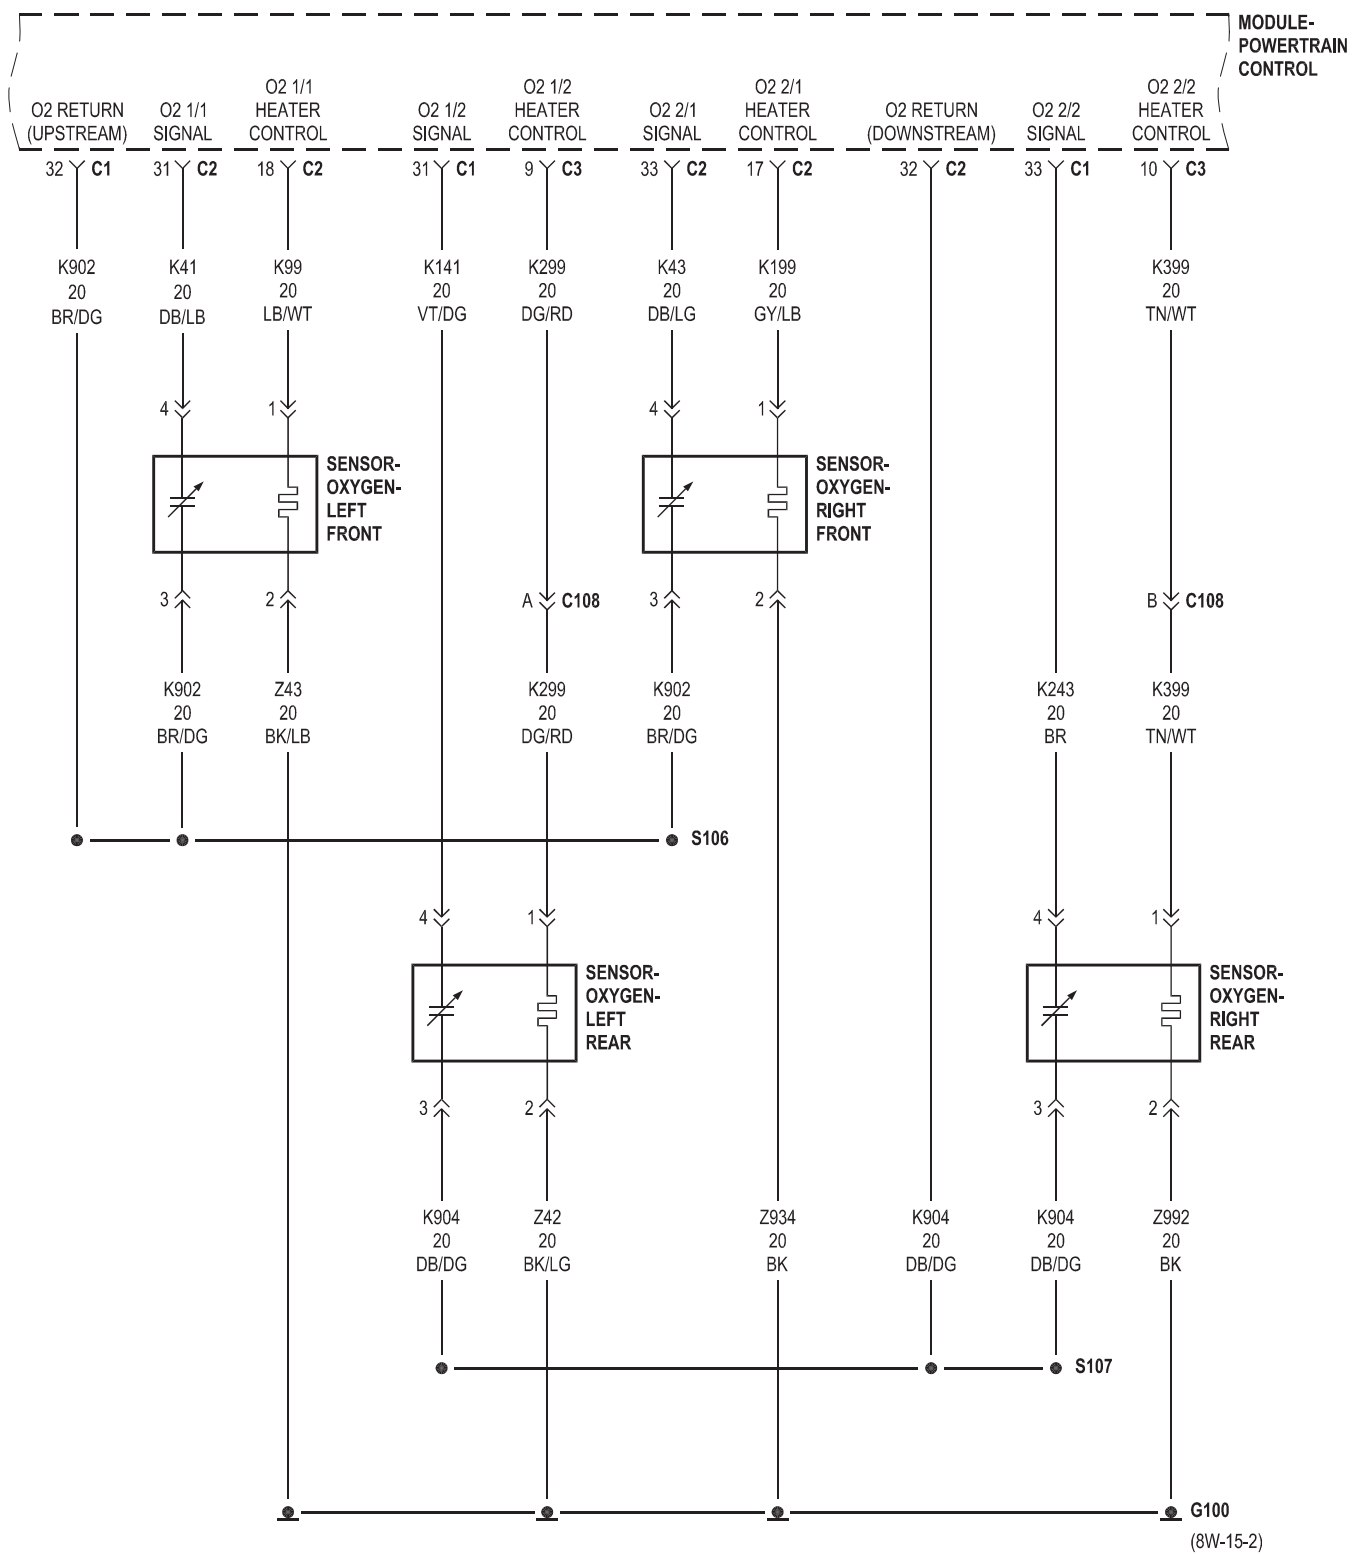 MODULE-
POWERTRAIN
CONTROL
O2 RETURN
(UPSTREAM)
O2 1/1
SIGNAL
O2 1/1
HEATER
CONTROL
O2 1/2
SIGNAL
O2 1/2
HEATER
CONTROL
O2 2/1
SIGNAL
O2 2/1
HEATER
CONTROL
O2 RETURN
(DOWNSTREAM)
O2 2/2
SIGNAL
O2 2/2
HEATER
CONTROL
32 C1
31 C2
18 C2
31 C1
9 C3
33 C2
17 C2
32 C2
33 C1
10 C3
K902
20
BR/DG
K41
20
DB/LB
K99
20
LB/WT
K141
20
VT/DG
K299
20
DG/RD
K43
20
DB/LG
K199
20
GY/LB
K399
20
TN/WT
4
1
4
1
SENSOR-
OXYGEN-
LEFT
FRONT
SENSOR-
OXYGEN-
RIGHT
FRONT
3
2
A C108
3
2
B C108
K902
20
BR/DG
Z43
20
BK/LB
K299
20
DG/RD
K902
20
BR/DG
K243
20
BR
K399
20
TN/WT
S106
4
1
4
1
SENSOR-
OXYGEN-
LEFT
REAR
SENSOR-
OXYGEN-
RIGHT
REAR
3
2
3
2
K904
20
DB/DG
Z42
20
BK/LG
Z934
20
BK
K904
20
DB/DG
K904
20
DB/DG
Z992
20
BK
S107
G100
(8W-15-2)